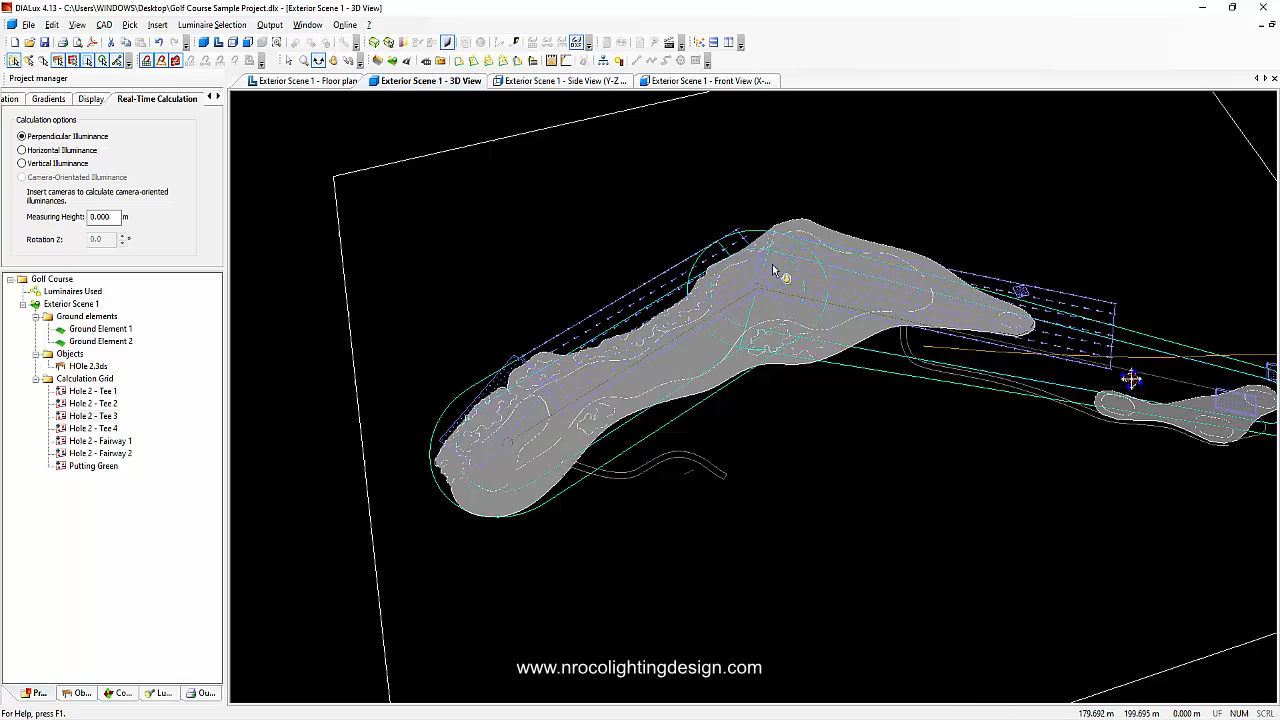 DIALux 4.13 - C:\Users\WINDOWS\Desktop\Golf Course Sample Project.dlx - [Exterior Scene 1 - 3D View]
File Edit View CAD Pick Insert Luminaire Selection Output Window Online ?
Project manager
Exterior Scene 1 - Floor plan
Exterior Scene 1 - 3D View
Exterior Scene 1 - Side View (Y-Z ...
Exterior Scene 1 - Front View (X-...
ation Gradients Display Real-Time Calculation
Calculation options
Perpendicular Illuminance
Horizontal Illuminance
Vertical Illuminance
Camera-Orientated Illuminance
Insert cameras to calculate camera-oriented
illuminances.
Measuring Height: 0.000 m
Rotation Z: 0.0 °
Golf Course
Luminaires Used
Exterior Scene 1
Ground elements
Ground Element 1
Ground Element 2
Objects
HOle 2.3ds
Calculation Grid
Hole 2 - Tee 1
Hole 2 - Tee 2
Hole 2 - Tee 3
Hole 2 - Tee 4
Hole 2 - Fairway 1
Hole 2 - Fairway 2
Putting Green
www.nrocolightingdesign.com
Pr... Ob... Co... Lu... Ou...
For Help, press F1.
179.692 m 199.695 m 0.000 m UF NUM SCRL